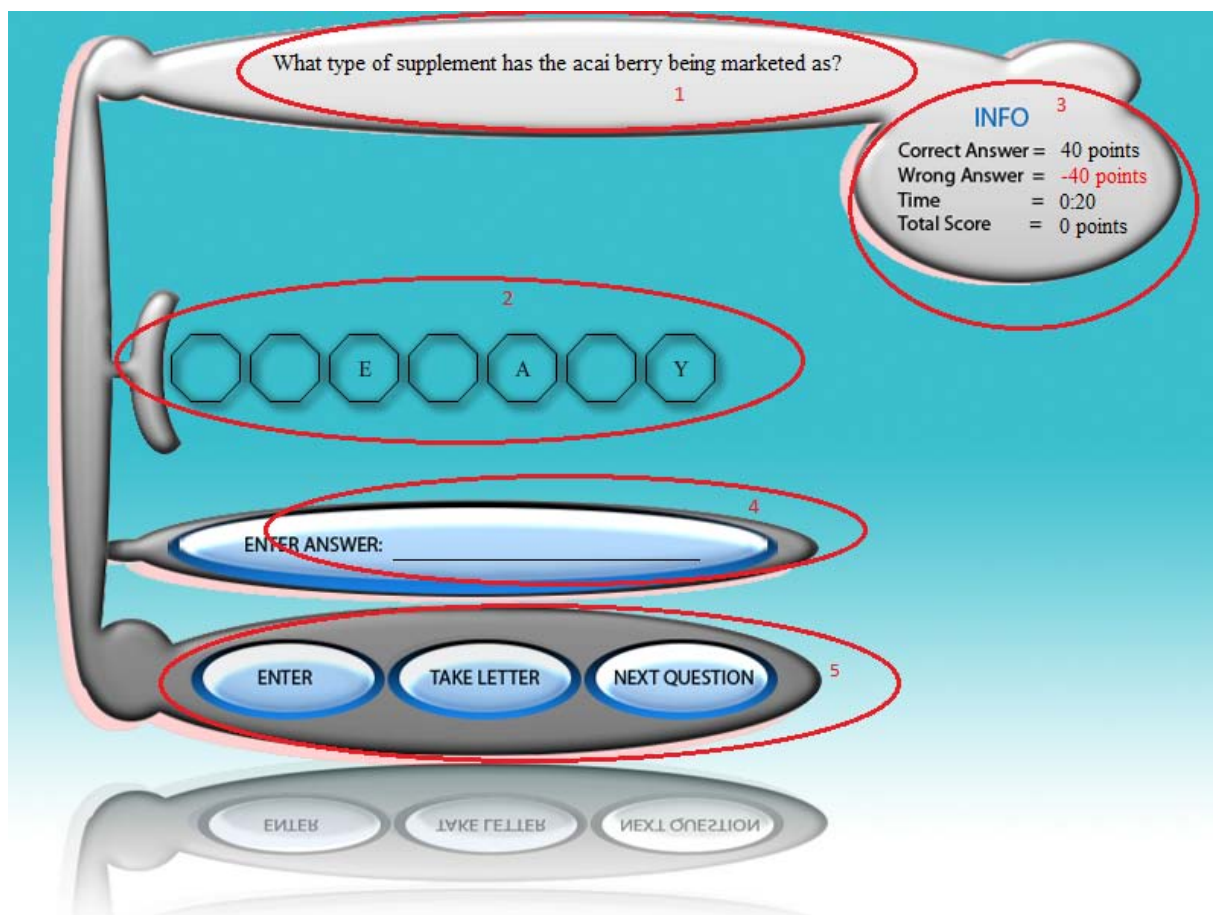 What type of supplement has the acai berry being marketed as?
1
INFO
3
Correct Answer = 40 points
Wrong Answer = -40 points
Time = 0:20
Total Score = 0 points
2
E A Y
4
ENTER ANSWER:
ENTER TAKE LETTER NEXT QUESTION
5
ENTER TAKE LETTER NEXT QUESTION